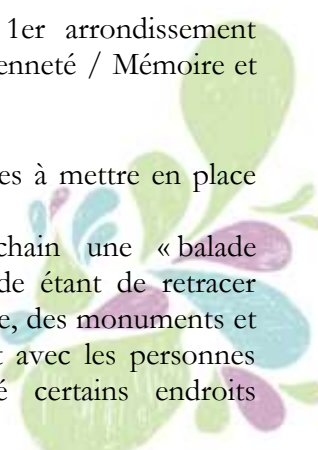 1er arrondissement
enneté / Mémoire et
es à mettre en place
chain une « balade
de étant de retracer
e, des monuments et
t avec les personnes
é certains endroits